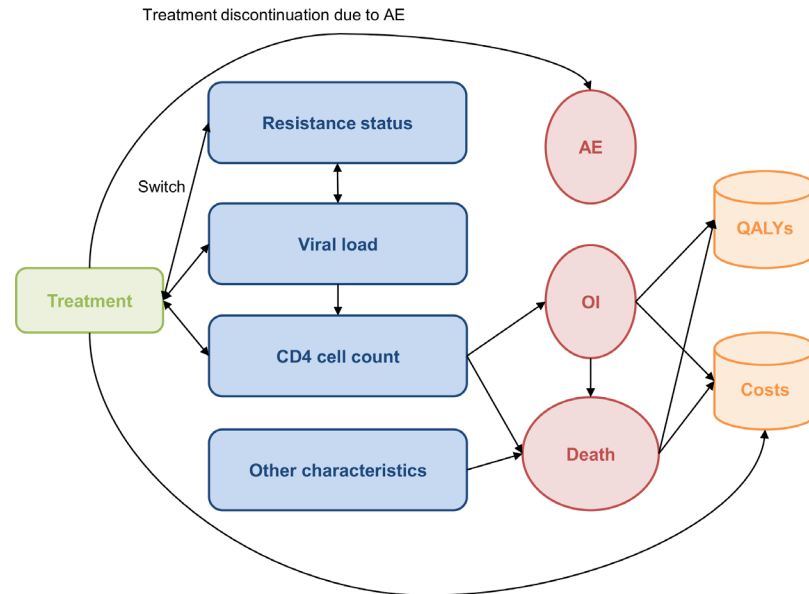 Treatment discontinuation due to AE
Resistance status
AE
Switch
QALYs
Viral load
Treatment
OI
CD4 cell count
Costs
Other characteristics
Death